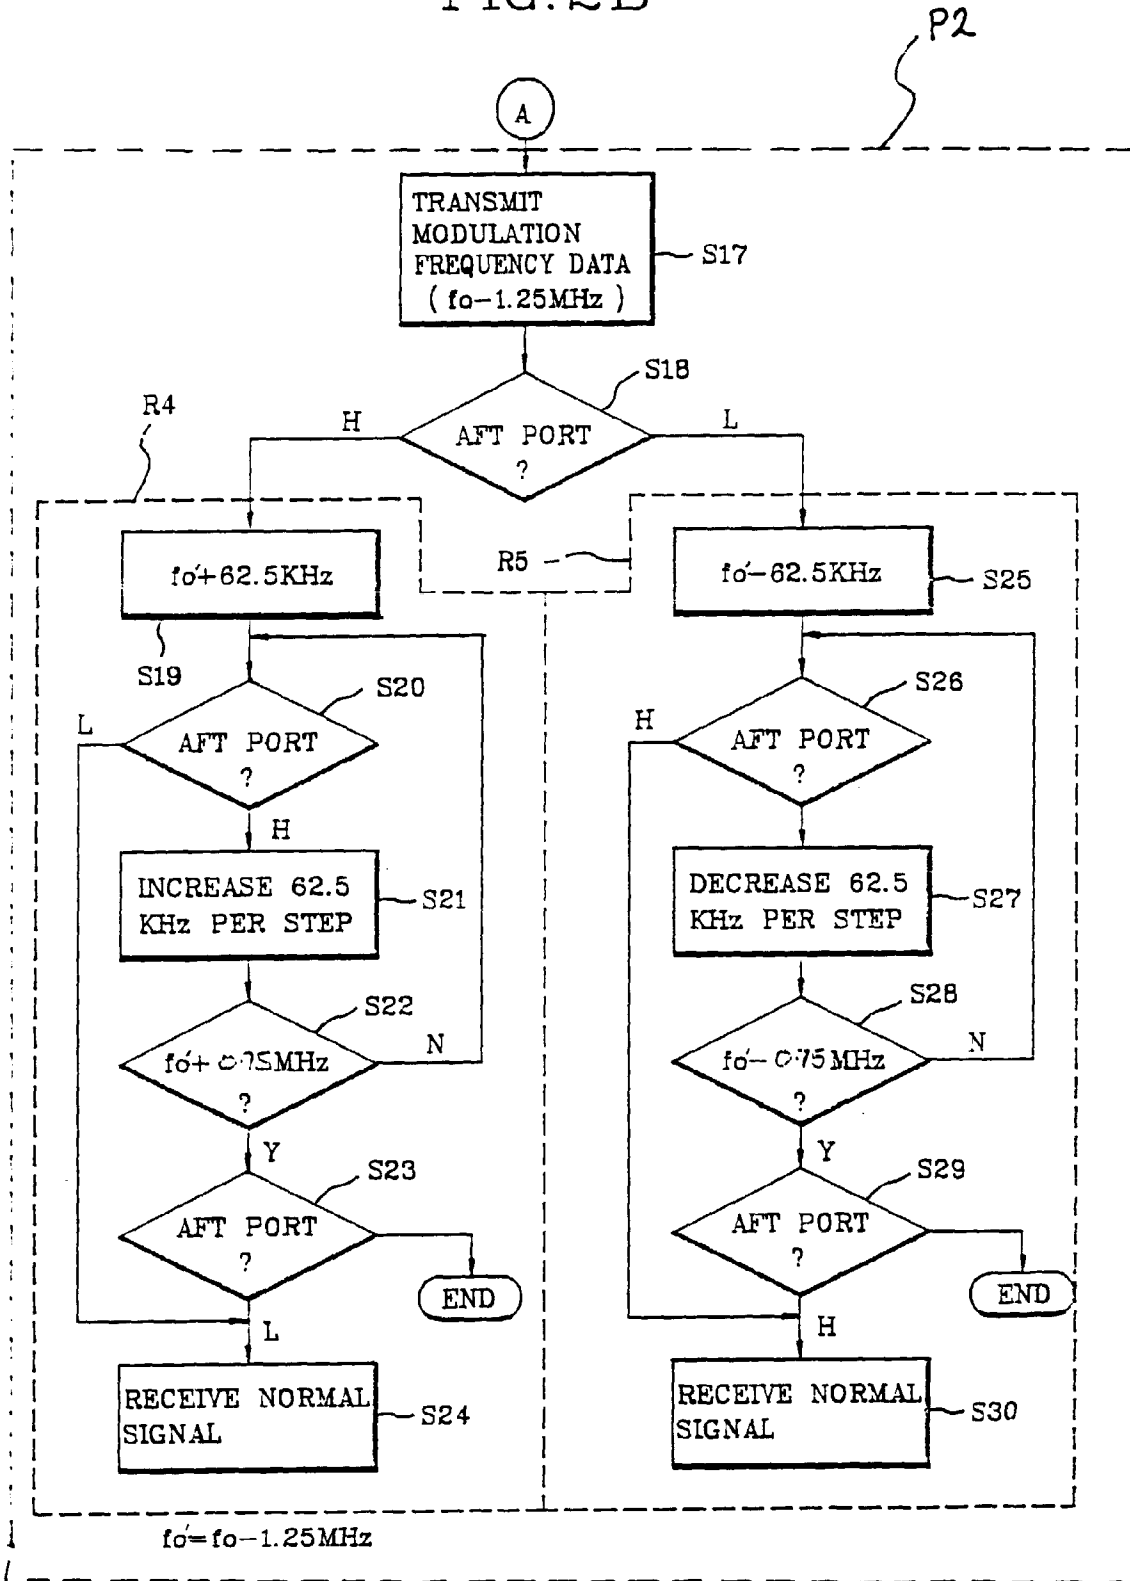 FIG. 2B
P2
A
TRANSMIT
MODULATION
FREQUENCY DATA
(fo-1.25MHz)
S17
S18
AFT PORT
?
H
L
R4
R5
fo'+62.5KHz
S19
S20
AFT PORT
?
L
H
INCREASE 62.5
KHz PER STEP
S21
S22
fo'+0.75MHz
?
N
Y
S23
AFT PORT
?
END
L
RECEIVE NORMAL
SIGNAL
S24
fo'-62.5KHz
S25
S26
AFT PORT
?
H
DECREASE 62.5
KHz PER STEP
S27
S28
fo'-0.75MHz
?
N
Y
S29
AFT PORT
?
END
H
RECEIVE NORMAL
SIGNAL
S30
fo'=fo-1.25MHz